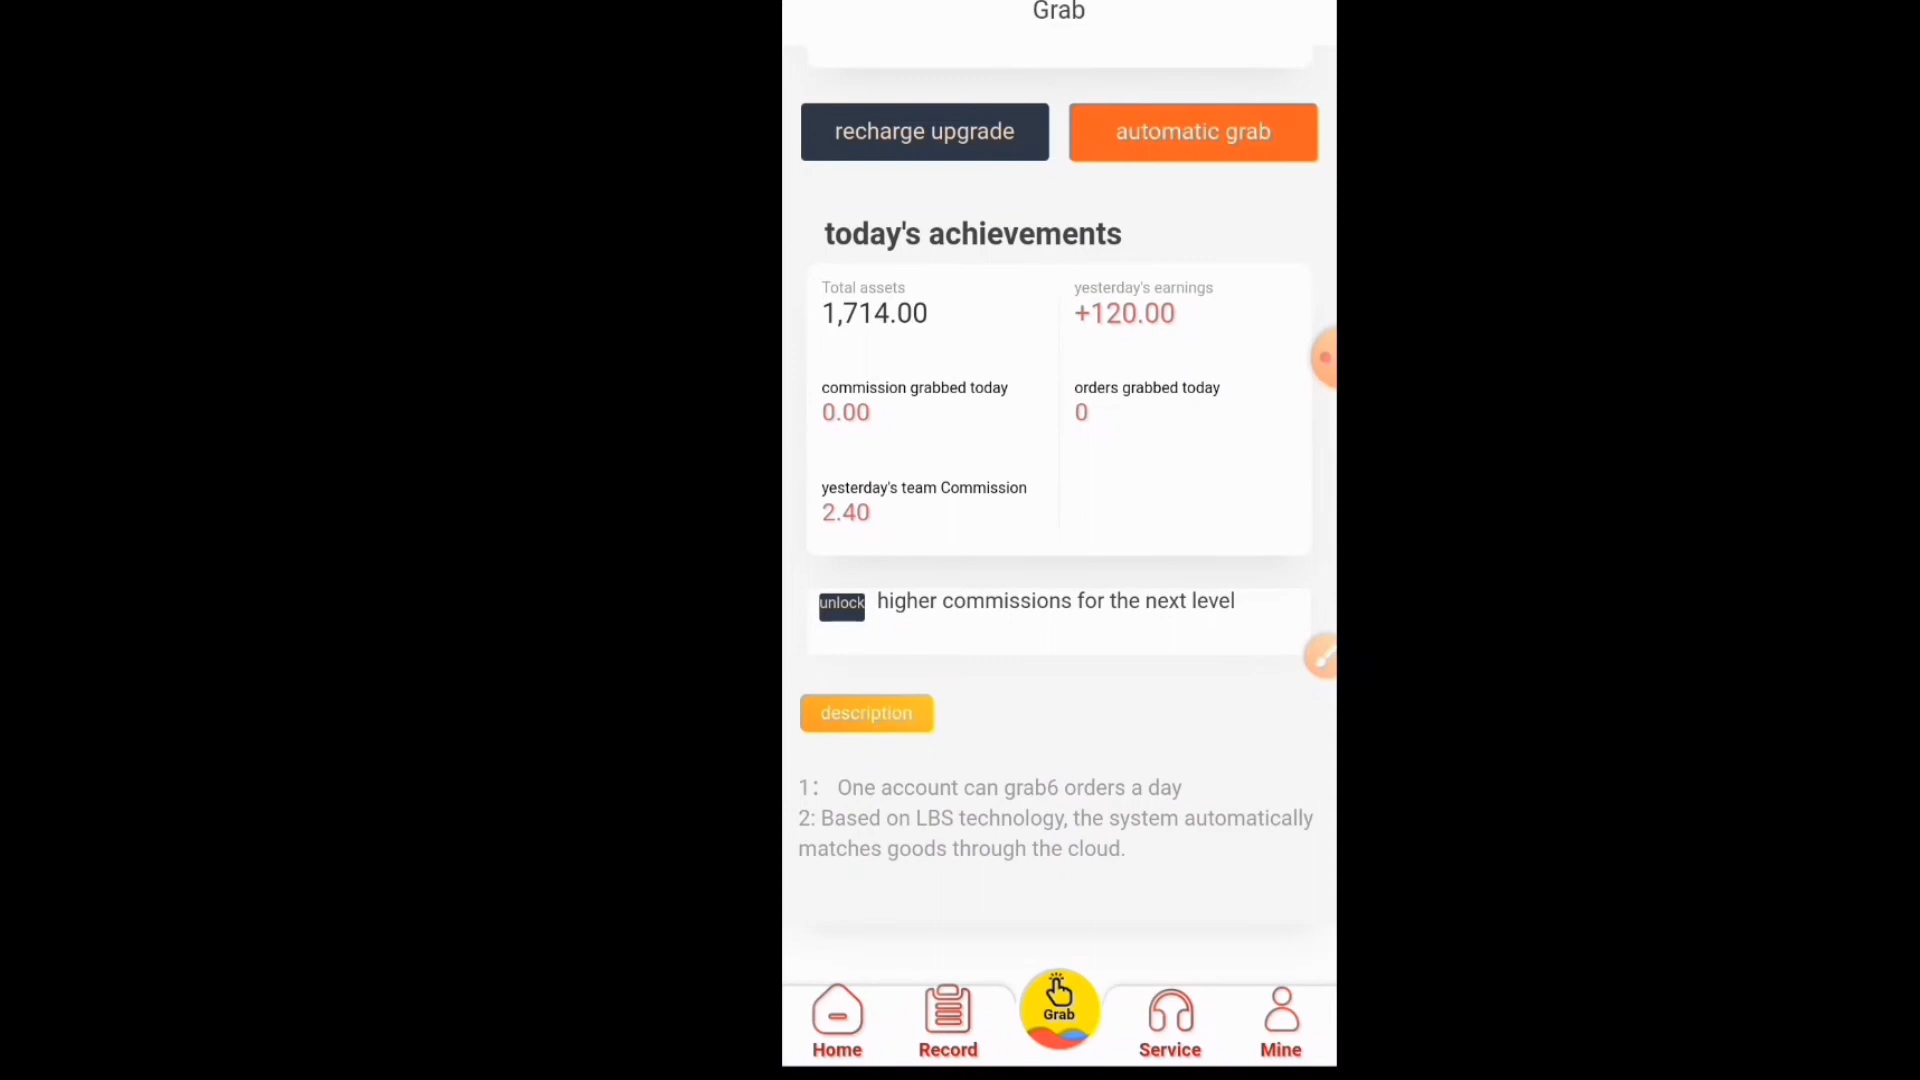 Grab
recharge upgrade
automatic grab
today's achievements
Total assets
1,714.00
yesterday's earnings
+120.00
commission grabbed today
0.00
orders grabbed today
0
yesterday's team Commission
2.40
unlock higher commissions for the next level
description
1： One account can grab6 orders a day
2: Based on LBS technology, the system automatically
matches goods through the cloud.
Grab
Home
Record
Service
Mine